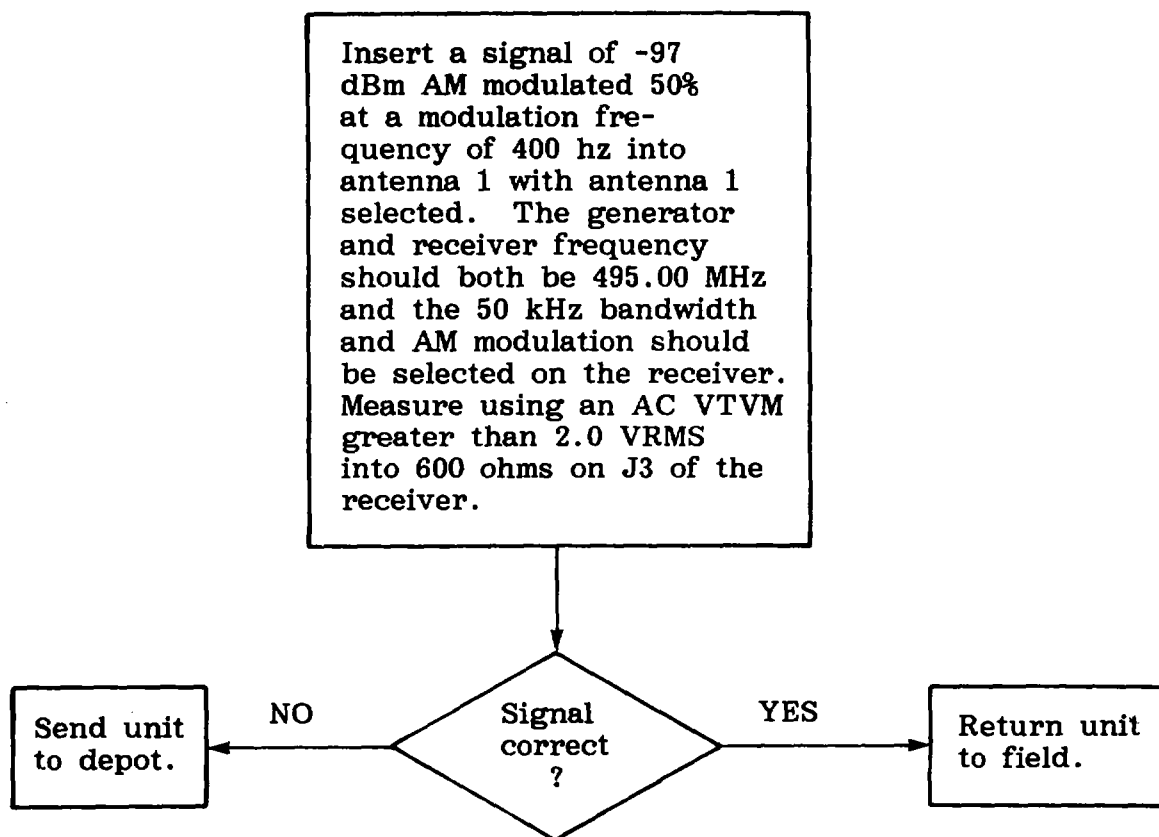 Insert a signal of -97
dBm AM modulated 50%
at a modulation fre-
quency of 400 hz into
antenna 1 with antenna 1
selected. The generator
and receiver frequency
should both be 495.00 MHz
and the 50 kHz bandwidth
and AM modulation should
be selected on the receiver.
Measure using an AC VTVM
greater than 2.0 VRMS
into 600 ohms on J3 of the
receiver.
Send unit
to depot.
NO
Signal
correct
?
YES
Return unit
to field.